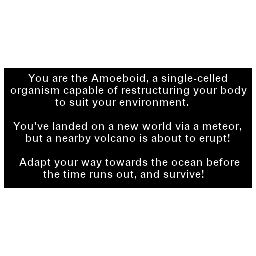 You are the Amoeboid, a single-celled
organism capable of restructuring your body
to suit your environment.
You've landed on a new world via a meteor,
but a nearby volcano is about to erupt!
Adapt your way towards the ocean before
the time runs out, and survive!